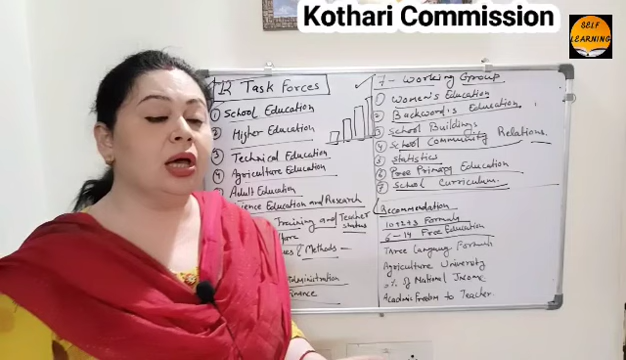 Kothari Commission
SELF
LEARNING
12 Task Forces
① School Education
② Higher Education
③ Technical Education
④ Agriculture Education
Adult Education
Science Education and Research
Training and Teacher
status
& Methods
Administration
Finance
7 - Working Group
① Women's Education
② Backward's Education
③ School Buildings
④ School Community Relations.
⑤ Statistics
⑥ Pree Primary Education
⑦ School Curriculum.
Recommendation
10+2+3 Formula
6-14 Free Education
Three Language Formula
Agriculture University
% of National Income
Academic Freedom to Teacher.